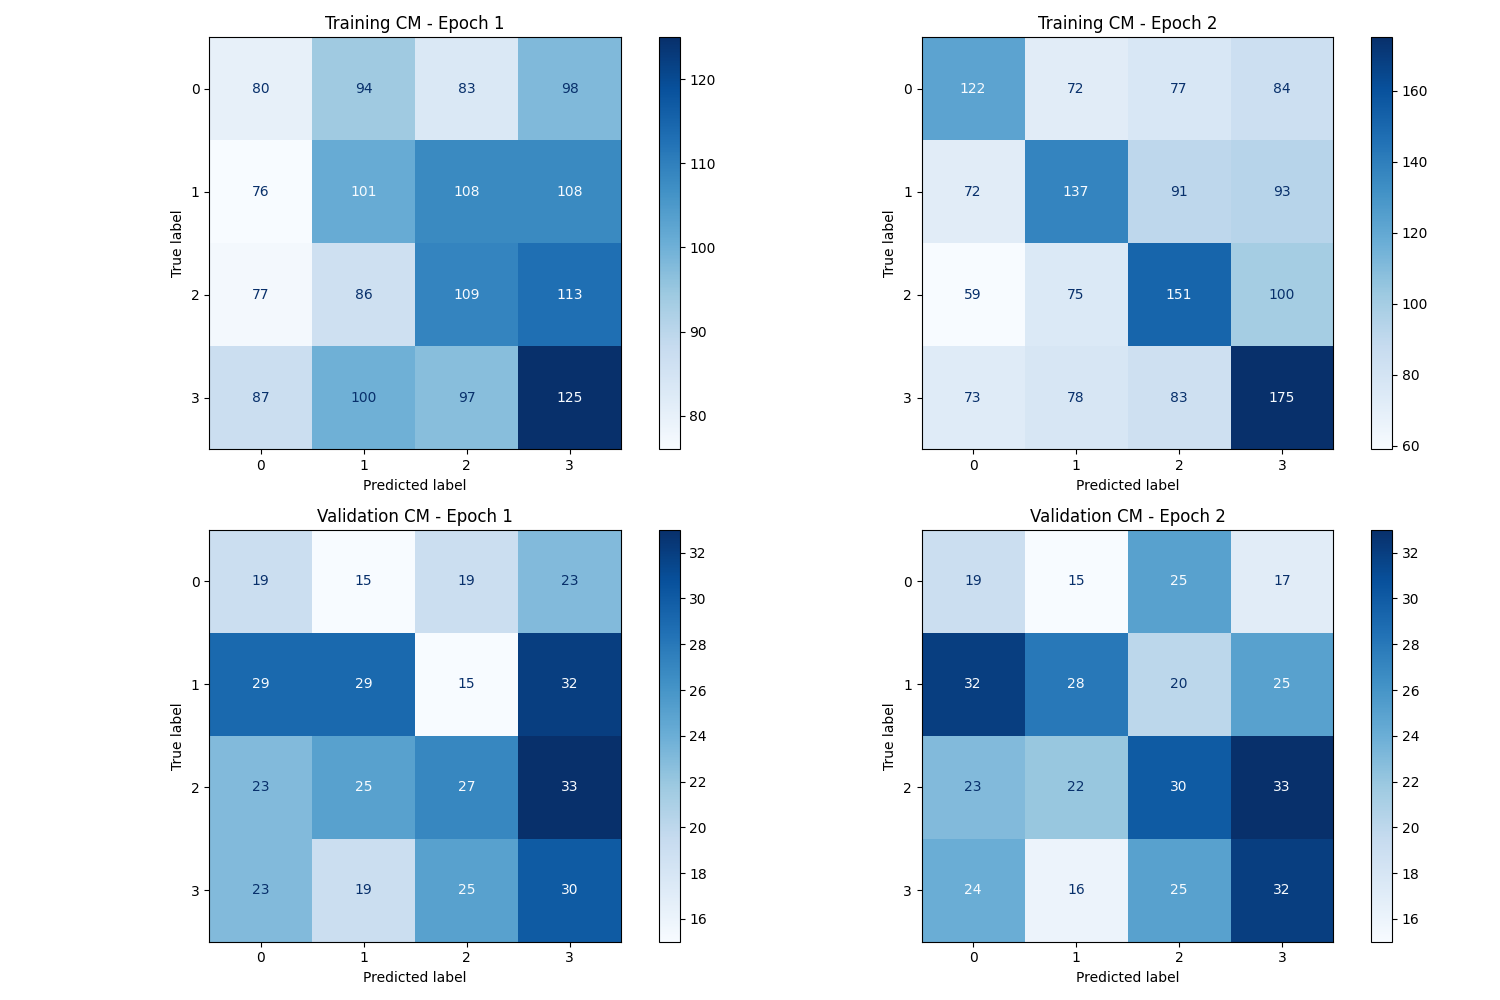 Training CM - Epoch 1
0 80 94 83 98
1 76 101 108 108
2 77 86 109 113
3 87 100 97 125
0 1 2 3
Predicted label
True label
120
110
100
90
80
Training CM - Epoch 2
0 122 72 77 84
1 72 137 91 93
2 59 75 151 100
3 73 78 83 175
0 1 2 3
Predicted label
True label
160
140
120
100
80
60
Validation CM - Epoch 1
0 19 15 19 23
1 29 29 15 32
2 23 25 27 33
3 23 19 25 30
0 1 2 3
Predicted label
True label
32
30
28
26
24
22
20
18
16
Validation CM - Epoch 2
0 19 15 25 17
1 32 28 20 25
2 23 22 30 33
3 24 16 25 32
0 1 2 3
Predicted label
True label
32
30
28
26
24
22
20
18
16